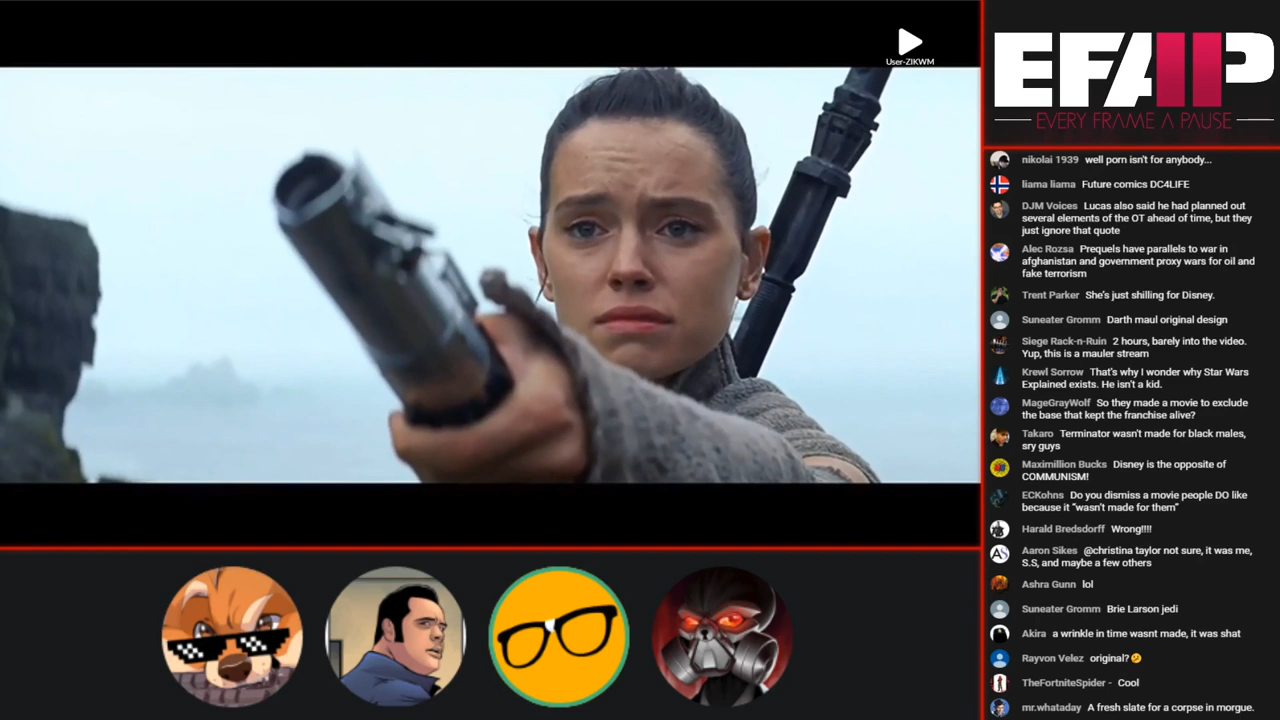 User-ZIKWM
EFAP
EVERY FRAME A PAUSE
nikolai 1939 well porn isn't for anybody...
liama liama Future comics DC4LIFE
DJM Voices Lucas also said he had planned out
several elements of the OT ahead of time, but they
just ignore that quote
Alec Rozsa Prequels have parallels to war in
afghanistan and government proxy wars for oil and
fake terrorism
Trent Parker She's just shilling for Disney.
Suneater Gromm Darth maul original design
Siege Rack-n-Ruin 2 hours, barely into the video.
Yup, this is a mauler stream
Krewl Sorrow That's why I wonder why Star Wars
Explained exists. He isn't a kid.
MageGrayWolf So they made a movie to exclude
the base that kept the franchise alive?
Takaro Terminator wasn't made for black males,
sry guys
Maximillion Bucks Disney is the opposite of
COMMUNISM!
ECKohns Do you dismiss a movie people DO like
because it "wasn't made for them"
Harald Bredsdorff Wrong!!!!
AS Aaron Sikes @christina taylor not sure, it was me,
S.S, and maybe a few others
Ashra Gunn lol
Suneater Gromm Brie Larson jedi
Akira a wrinkle in time wasnt made, it was shat
Rayvon Velez original?🤔
TheFortniteSpider - Cool
mr.whataday A fresh slate for a corpse in morgue.